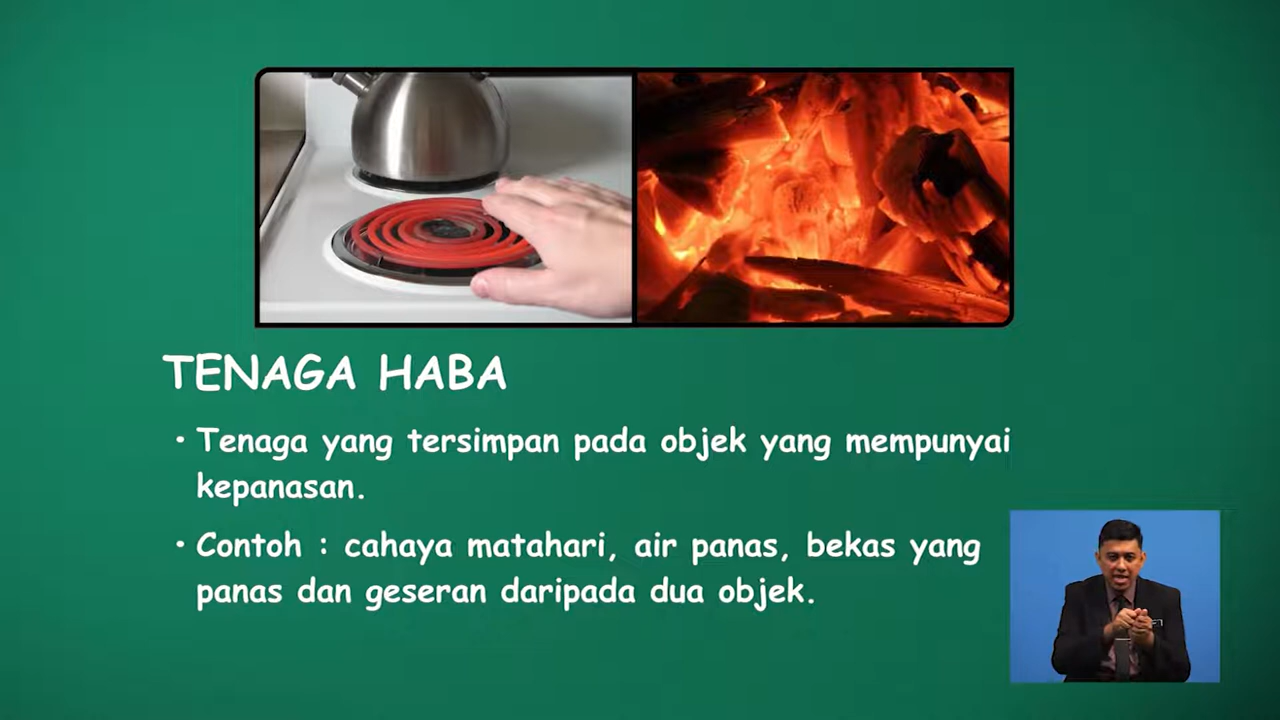 TENAGA HABA
• Tenaga yang tersimpan pada objek yang mempunyai
kepanasan.
• Contoh : cahaya matahari, air panas, bekas yang
panas dan geseran daripada dua objek.